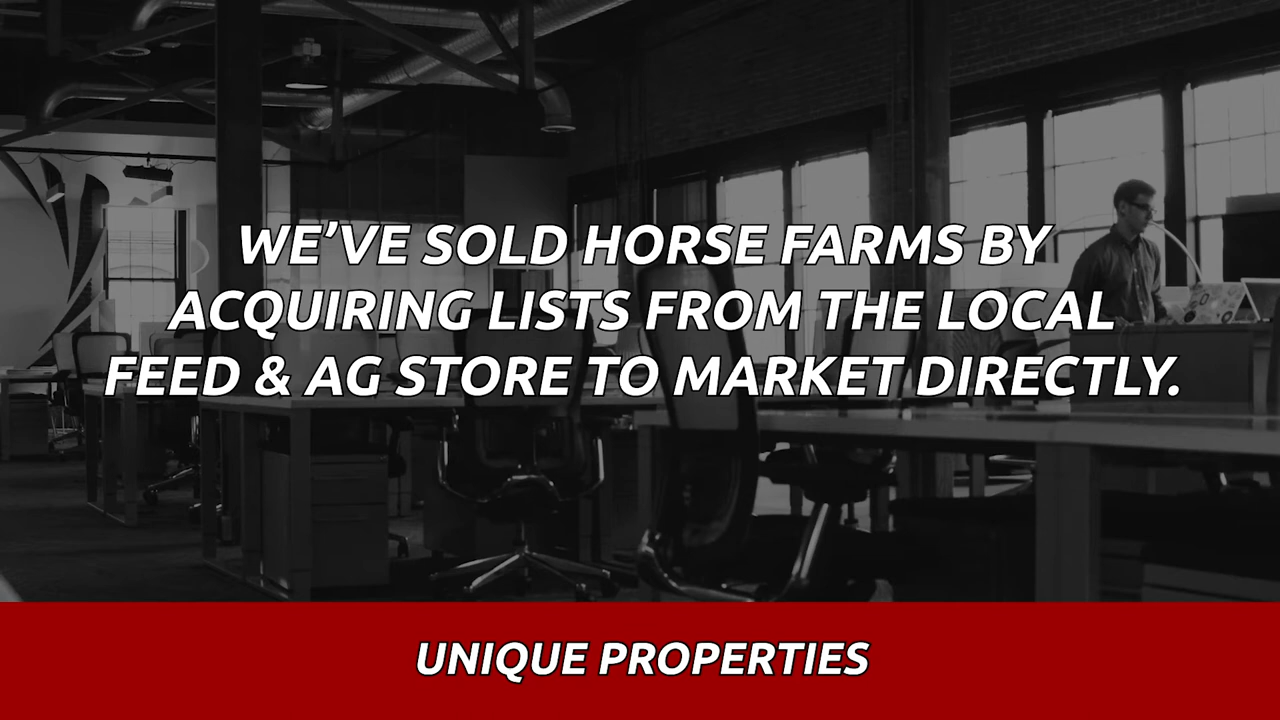 WE’VE SOLD HORSE FARMS BY
ACQUIRING LISTS FROM THE LOCAL
FEED & AG STORE TO MARKET DIRECTLY.
UNIQUE PROPERTIES